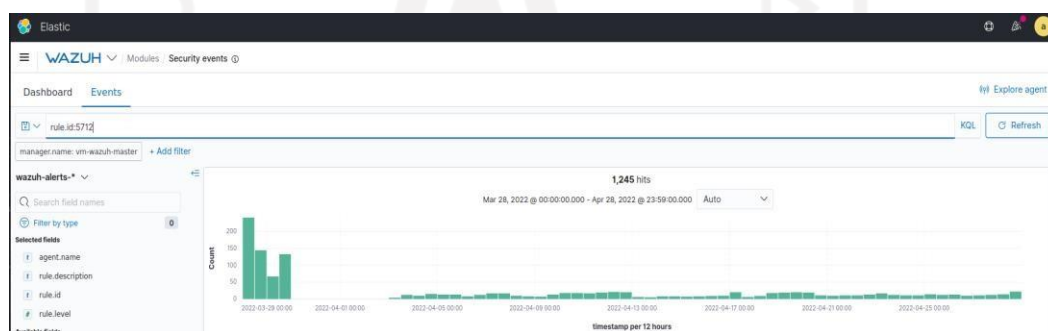 Elastic
a
WAZUH Modules Security events
Dashboard Events Explore agent
rule.id:5712 KQL Refresh
manager.name: vm-wazuh-master + Add filter
wazuh-alerts-*
Search field names
Filter by type 0
Selected fields
t agent.name
t rule.description
t rule.id
# rule.level
Available fields
1,245 hits
Mar 28, 2022 @ 00:00:00.000 - Apr 28, 2022 @ 23:59:00.000 Auto
Count
200
150
100
50
0
2022-03-28 00:00 2022-04-01 00:00 2022-04-05 00:00 2022-04-09 00:00 2022-04-13 00:00 2022-04-17 00:00 2022-04-21 00:00 2022-04-25 00:00
timestamp per 12 hours